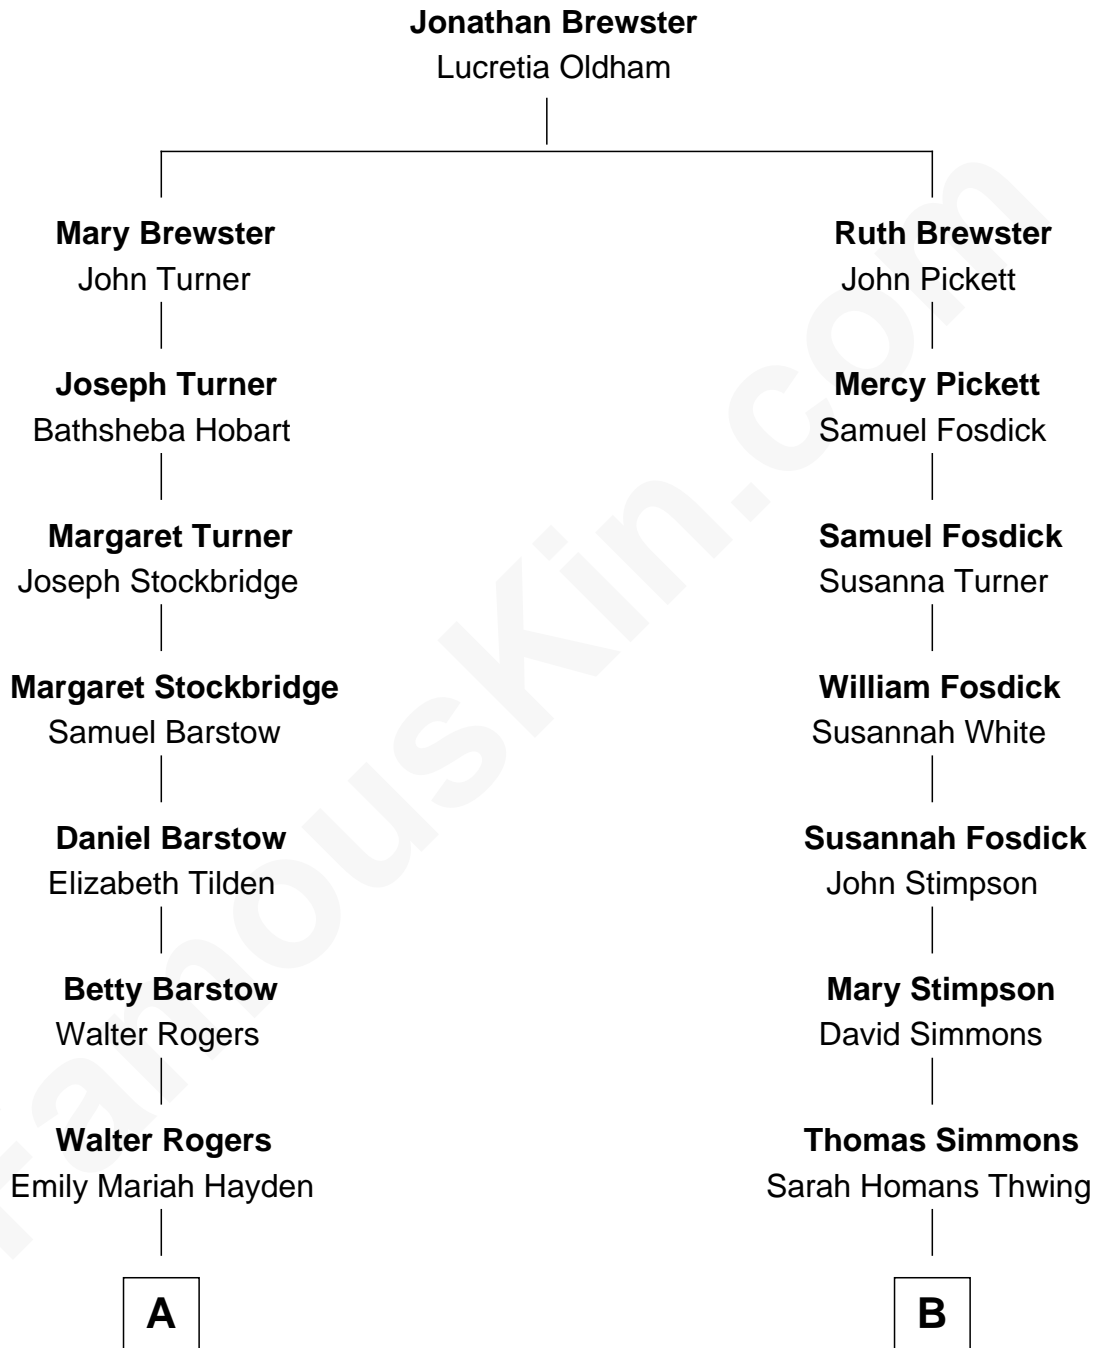 Jonathan Brewster
Lucretia Oldham
Mary Brewster
John Turner
Ruth Brewster
John Pickett
Joseph Turner
Bathsheba Hobart
Mercy Pickett
Samuel Fosdick
Margaret Turner
Joseph Stockbridge
Samuel Fosdick
Susanna Turner
Margaret Stockbridge
Samuel Barstow
William Fosdick
Susannah White
Daniel Barstow
Elizabeth Tilden
Susannah Fosdick
John Stimpson
Betty Barstow
Walter Rogers
Mary Stimpson
David Simmons
Walter Rogers
Emily Mariah Hayden
Thomas Simmons
Sarah Homans Thwing
A
B
FamousKin.com